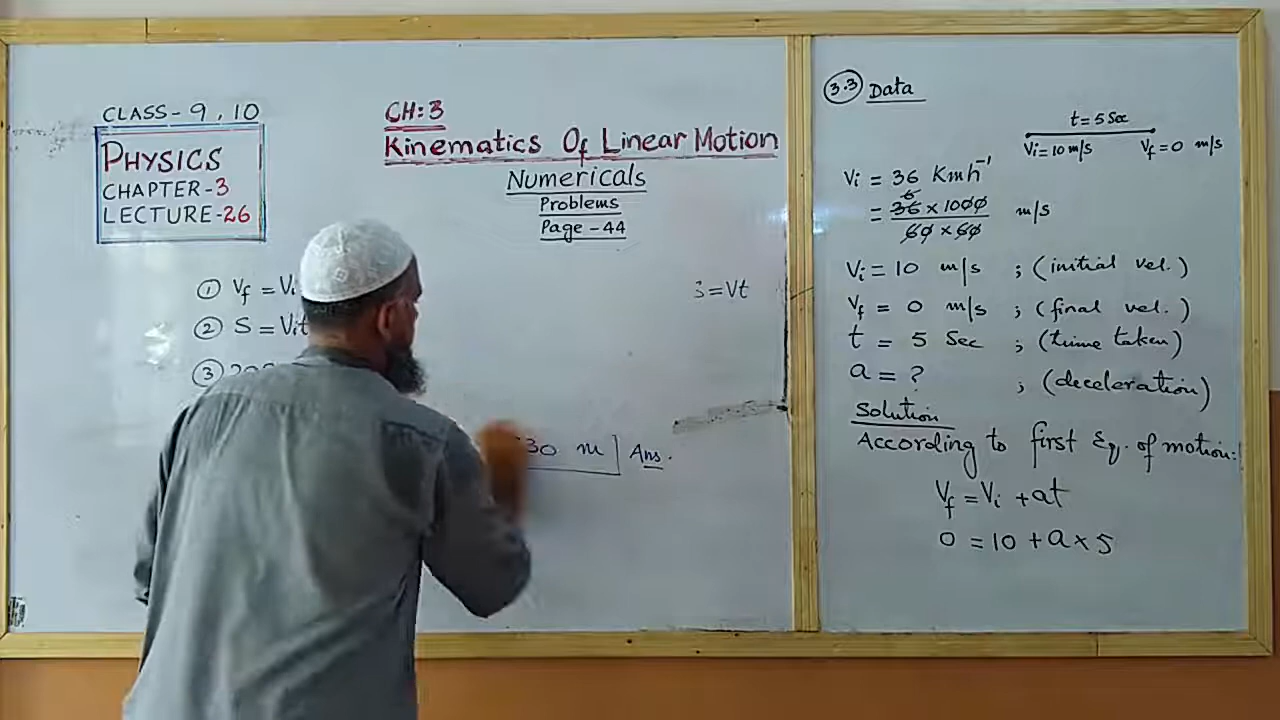 CLASS-9,10
PHYSICS
CHAPTER-3
LECTURE-26
CH:3
Kinematics Of Linear Motion
Numericals
Problems
Page-44
① Vf = Vi
② S = Vit
③ 2as
S=Vt
30 m Ans.
3.3 Data
t=5 Sec
Vi=10 m/s Vf=0 m/s
Vi = 36 Kmh⁻¹
= 36 × 1000 / 60 × 60 m/s
6
Vi = 10 m/s ; (initial vel.)
Vf = 0 m/s ; (final vel.)
t = 5 Sec ; (time taken)
a = ? ; (deceleration)
Solution
According to first Eq. of motion:
Vf = Vi + at
0 = 10 + a × 5